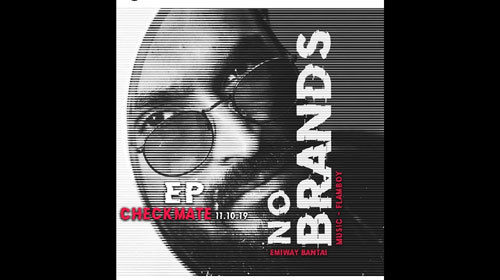 EP
CHECKMATE 11.10.19
NO
BRANDS
EMIWAY BANTAI
MUSIC - FLAMBOY